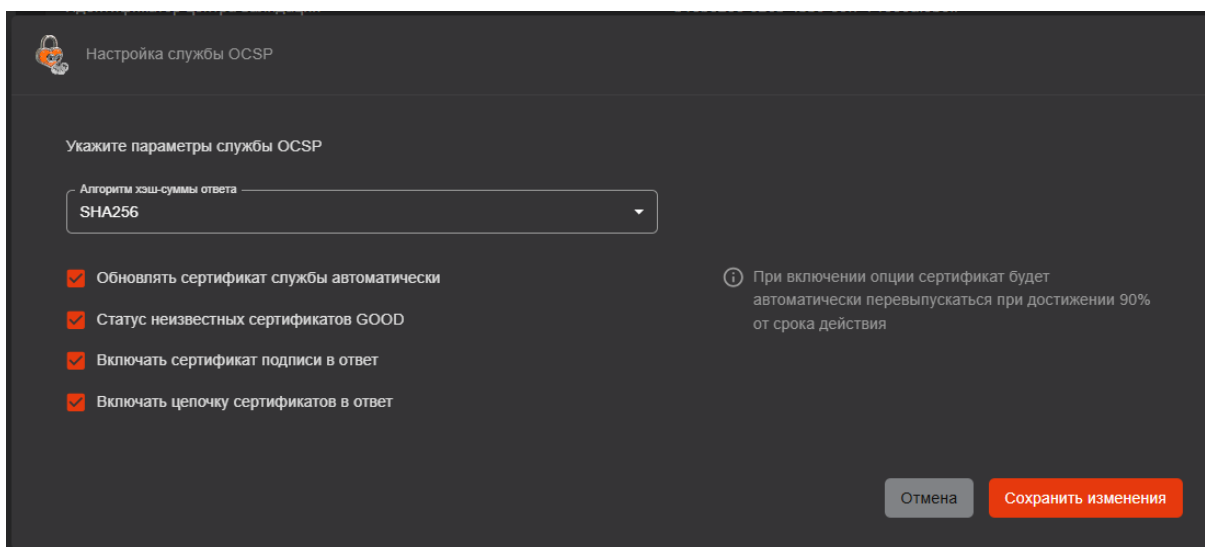 Настройка службы OCSP
Укажите параметры службы OCSP
Алгоритм хэш-суммы ответа
SHA256
Обновлять сертификат службы автоматически
При включении опции сертификат будет
автоматически перевыпускаться при достижении 90%
от срока действия
Статус неизвестных сертификатов GOOD
Включать сертификат подписи в ответ
Включать цепочку сертификатов в ответ
Отмена
Сохранить изменения